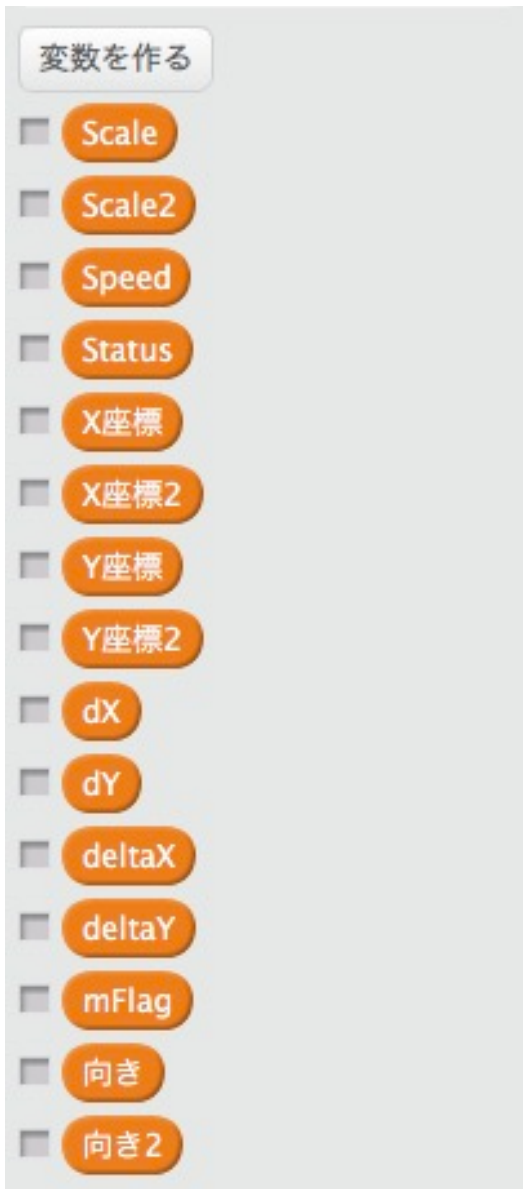 変数を作る
Scale
Scale2
Speed
Status
X座標
X座標2
Y座標
Y座標2
dX
dY
deltaX
deltaY
mFlag
向き
向き2